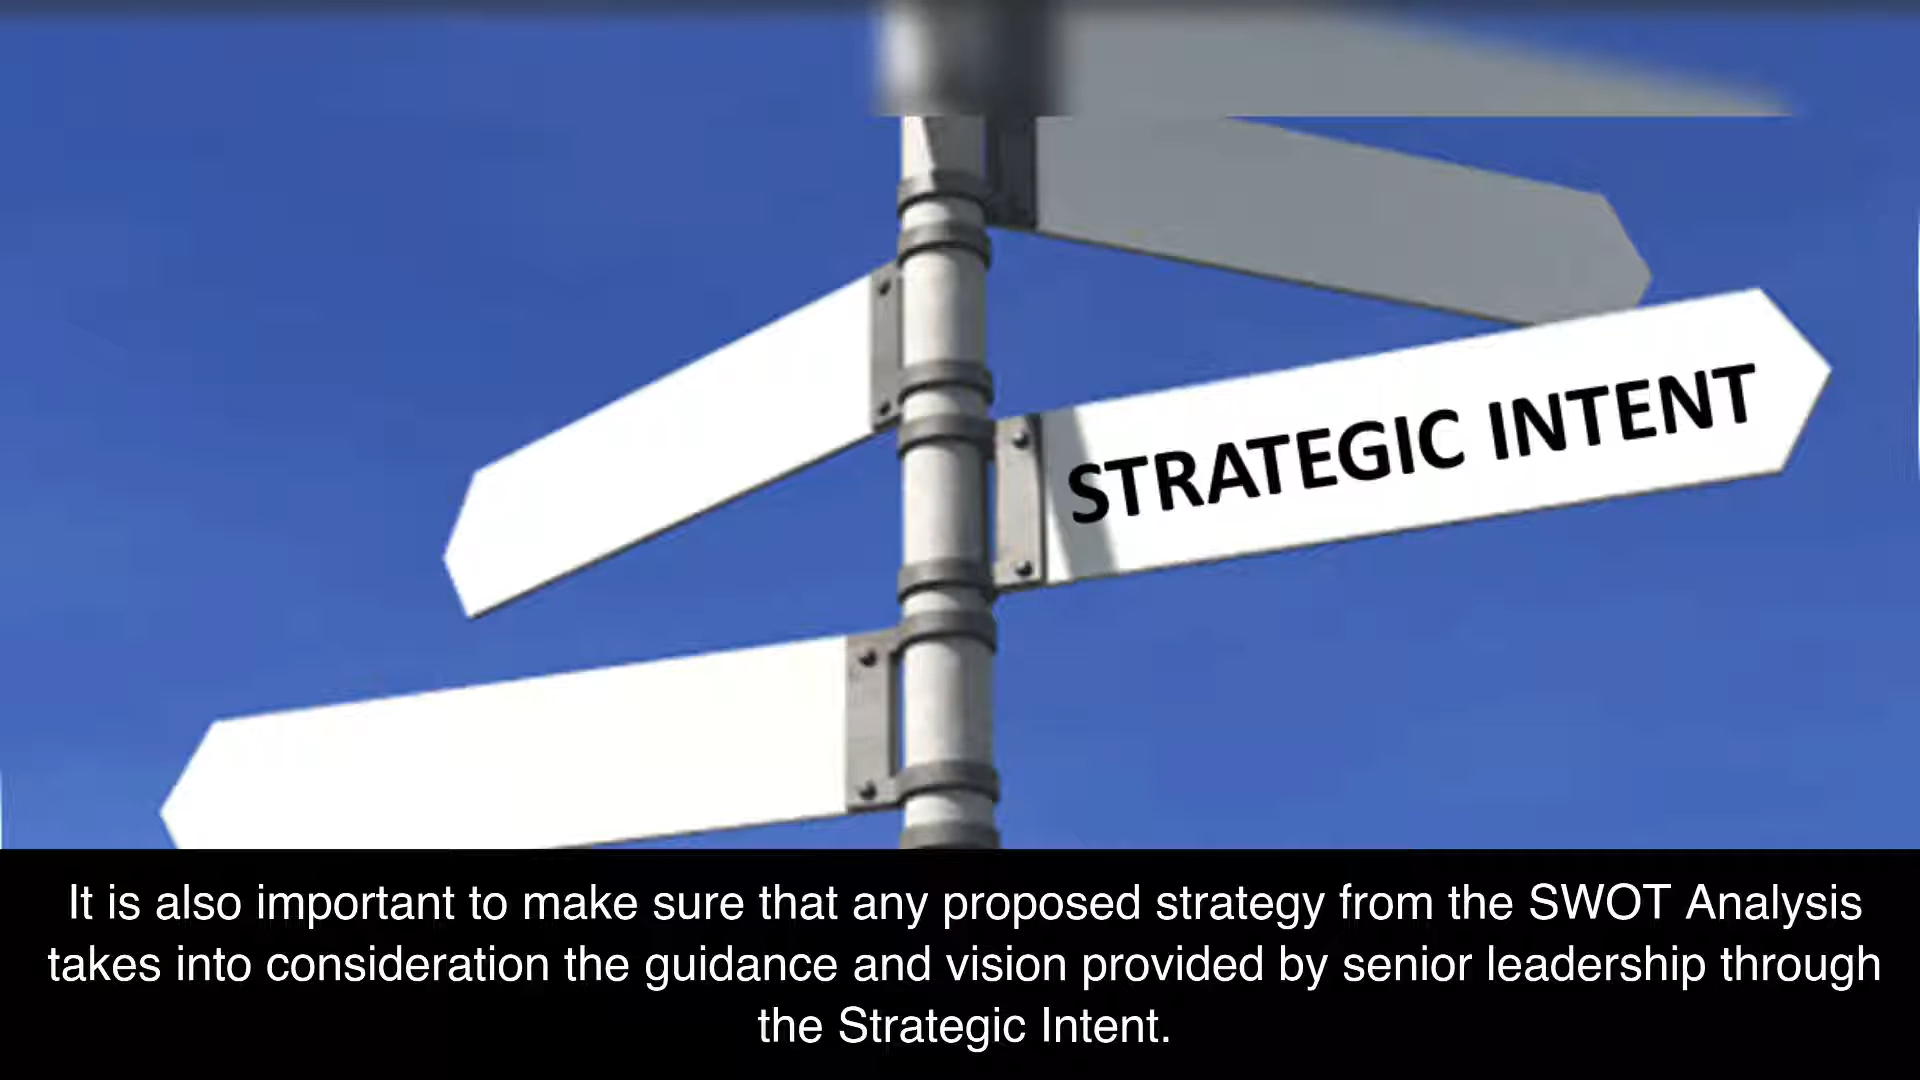 STRATEGIC INTENT
It is also important to make sure that any proposed strategy from the SWOT Analysis
takes into consideration the guidance and vision provided by senior leadership through
the Strategic Intent.